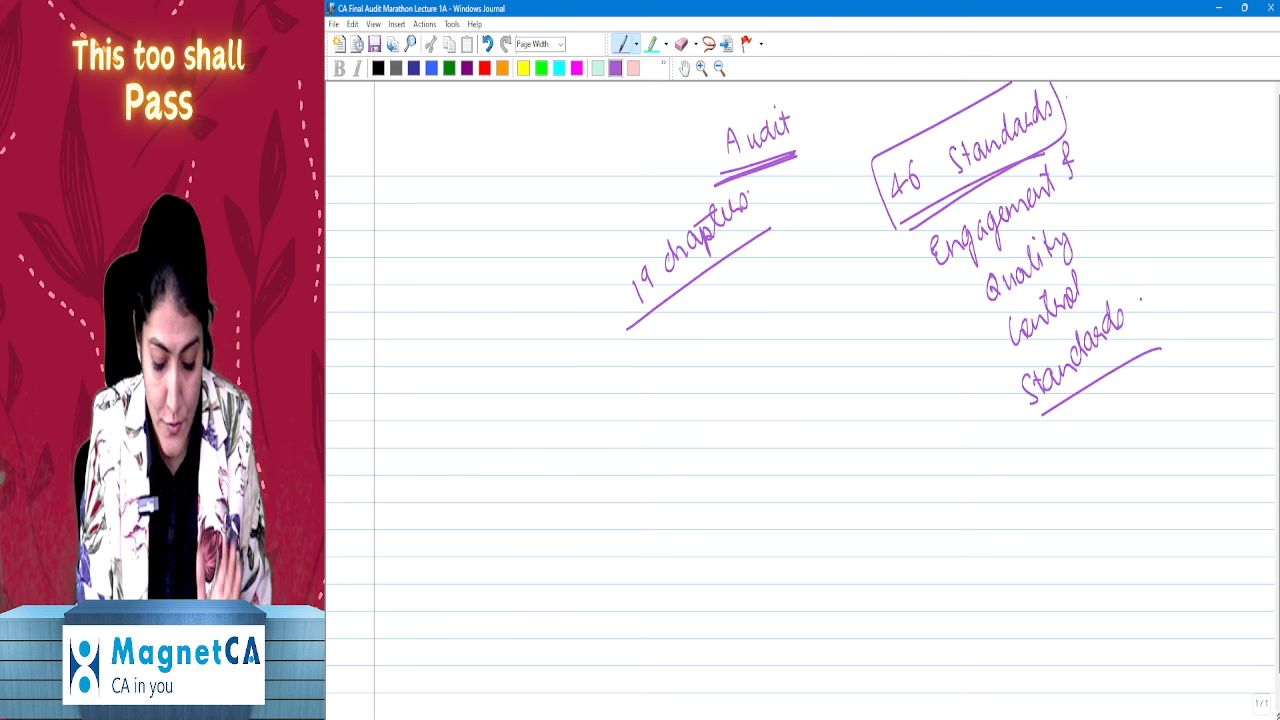 This too shall
Pass
MagnetCA
CA in you
CA Final Audit Marathon Lecture 1A - Windows Journal
File Edit View Insert Actions Tools Help
Page Width
B I
Audit
19 chapters
46 Standards
Engagement &
Quality
Control
Standards
1/1